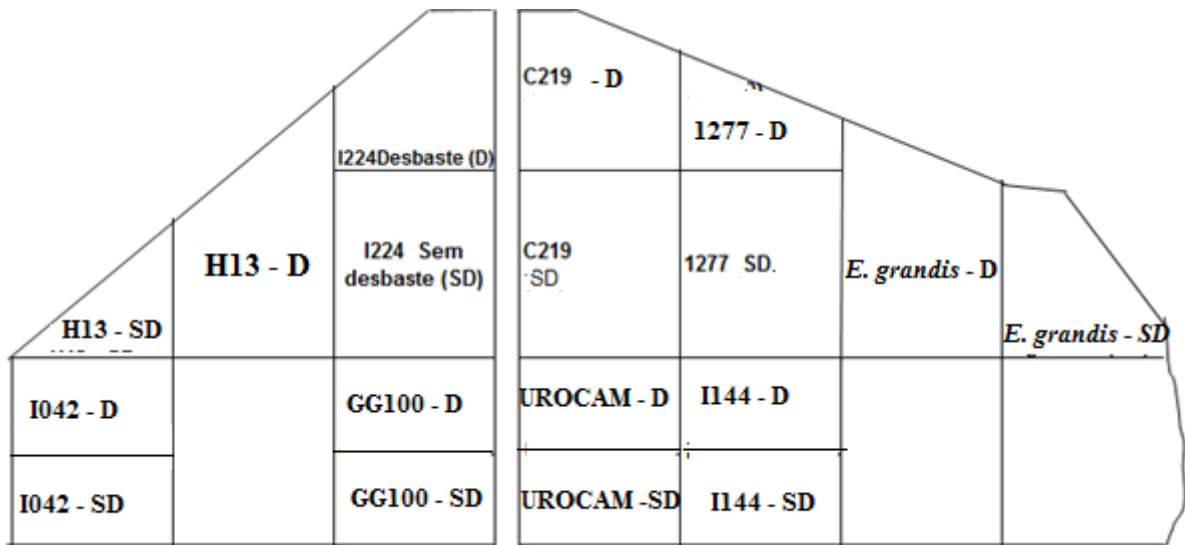 C219 - D
1277 - D
I224Desbaste (D)
H13 - D
I224 Sem
desbaste (SD)
C219
SD
1277 SD.
E. grandis - D
H13 - SD
E. grandis - SD
I042 - D
GG100 - D
UROCAM - D
I144 - D
I042 - SD
GG100 - SD
UROCAM -SD
I144 - SD